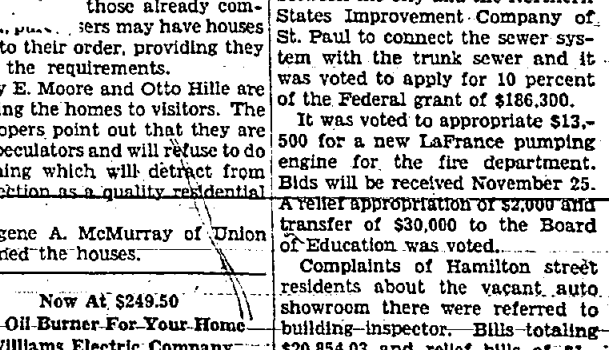 those already com-
may have houses
to their order, providing they
the requirements.
E. Moore and Otto Hille are
the homes to visitors. The
point out that they are
and will refuse to do
which will detract from
as a quality residential
A. McMurray of Union
the houses.
Now At $249.50
Oil Burner For Your Home
Electric Company
States Improvement Company of
St. Paul to connect the sewer sys-
tem with the trunk sewer and it
was voted to apply for 10 percent
of the Federal grant of $186,300.
It was voted to appropriate $13,-
500 for a new LaFrance pumping
engine for the fire department.
Bids will be received November 25.
A relief appropriation of $2,000 and
transfer of $30,000 to the Board
of Education was voted.
Complaints of Hamilton street
residents about the vacant auto
showroom there were referred to
building inspector. Bills totaling
$20,854.03 and relief bills of